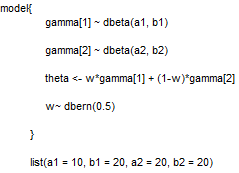 model{
gamma[1] ~ dbeta(a1, b1)
gamma[2] ~ dbeta(a2, b2)
theta <- w*gamma[1] + (1-w)*gamma[2]
w~ dbern(0.5)
}
list(a1 = 10, b1 = 20, a2 = 20, b2 = 20)